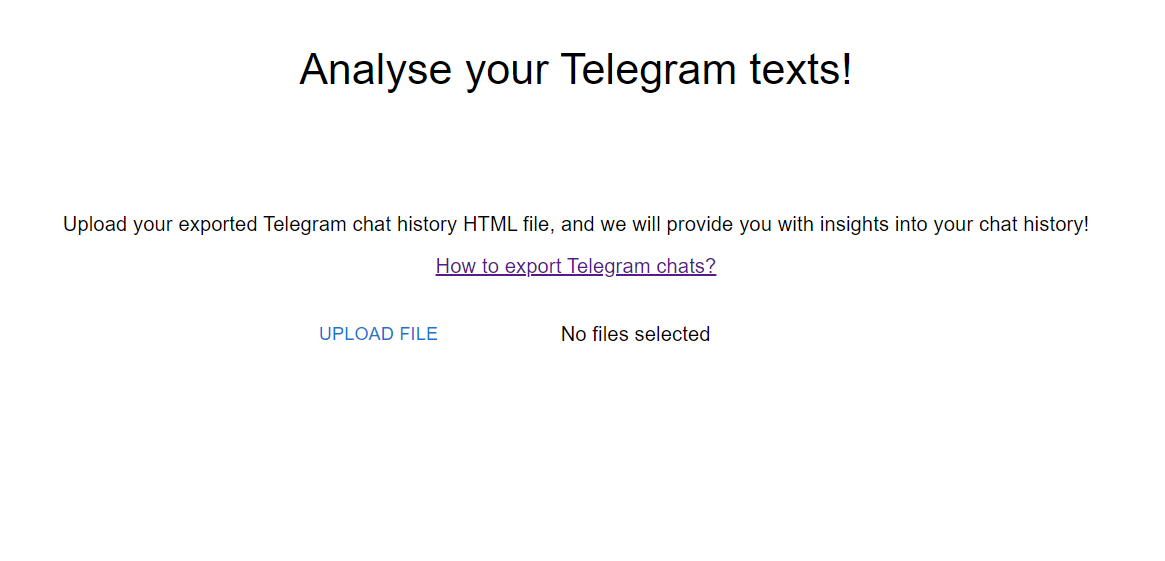 Analyse your Telegram texts!
Upload your exported Telegram chat history HTML file, and we will provide you with insights into your chat history!
How to export Telegram chats?
UPLOAD FILE No files selected